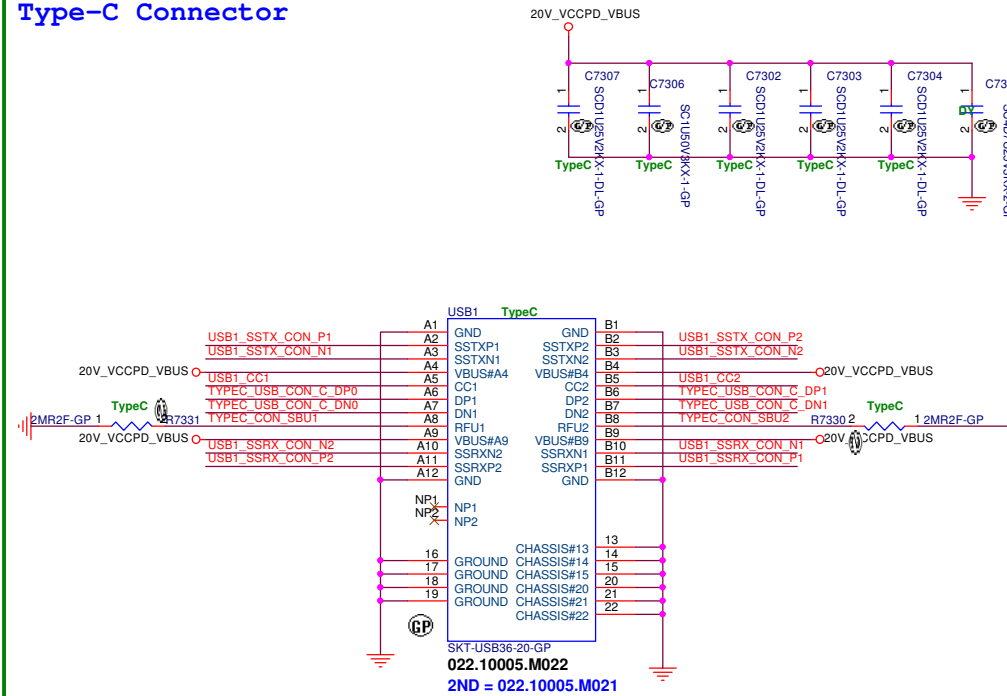 Type-C Connector
20V_VCCPD_VBUS
C7307
C7306
C7302
C7303
C7304
C73
1 1 1 1 1 1
SCD1U25V2KX-1-DL-GP
SC1U50V3KX-1-GP
SCD1U25V2KX-1-DL-GP
SCD1U25V2KX-1-DL-GP
SCD1U25V2KX-1-DL-GP
DY
2 2 2 2 2 2
TypeC TypeC TypeC TypeC TypeC
USB1 TypeC
A1 GND GND B1
USB1_SSTX_CON_P1 A2 SSTXP1 SSTXP2 B2 USB1_SSTX_CON_P2
USB1_SSTX_CON_N1 A3 SSTXN1 SSTXN2 B3 USB1_SSTX_CON_N2
20V_VCCPD_VBUS A4 VBUS#A4 VBUS#B4 B4 20V_VCCPD_VBUS
USB1_CC1 A5 CC1 CC2 B5 USB1_CC2
TYPEC_USB_CON_C_DP0 A6 DP1 DP2 B6 TYPEC_USB_CON_C_DP1
TypeC TYPEC_USB_CON_C_DN0 A7 DN1 DN2 B7 TYPEC_USB_CON_C_DN1 TypeC
2MR2F-GP 1 2 R7331 TYPEC_CON_SBU1 A8 RFU1 RFU2 B8 TYPEC_CON_SBU2 R7330 2 1 2MR2F-GP
20V_VCCPD_VBUS A9 VBUS#A9 VBUS#B9 B9 20V_VCCPD_VBUS
USB1_SSRX_CON_N2 A10 SSRXN2 SSRXN1 B10 USB1_SSRX_CON_N1
USB1_SSRX_CON_P2 A11 SSRXP2 SSRXP1 B11 USB1_SSRX_CON_P1
A12 GND GND B12
NP1 NP1
NP2 NP2
CHASSIS#13 13
16 GROUND CHASSIS#14 14
17 GROUND CHASSIS#15 15
18 GROUND CHASSIS#20 20
19 GROUND CHASSIS#21 21
CHASSIS#22 22
GP
SKT-USB36-20-GP
022.10005.M022
2ND = 022.10005.M021